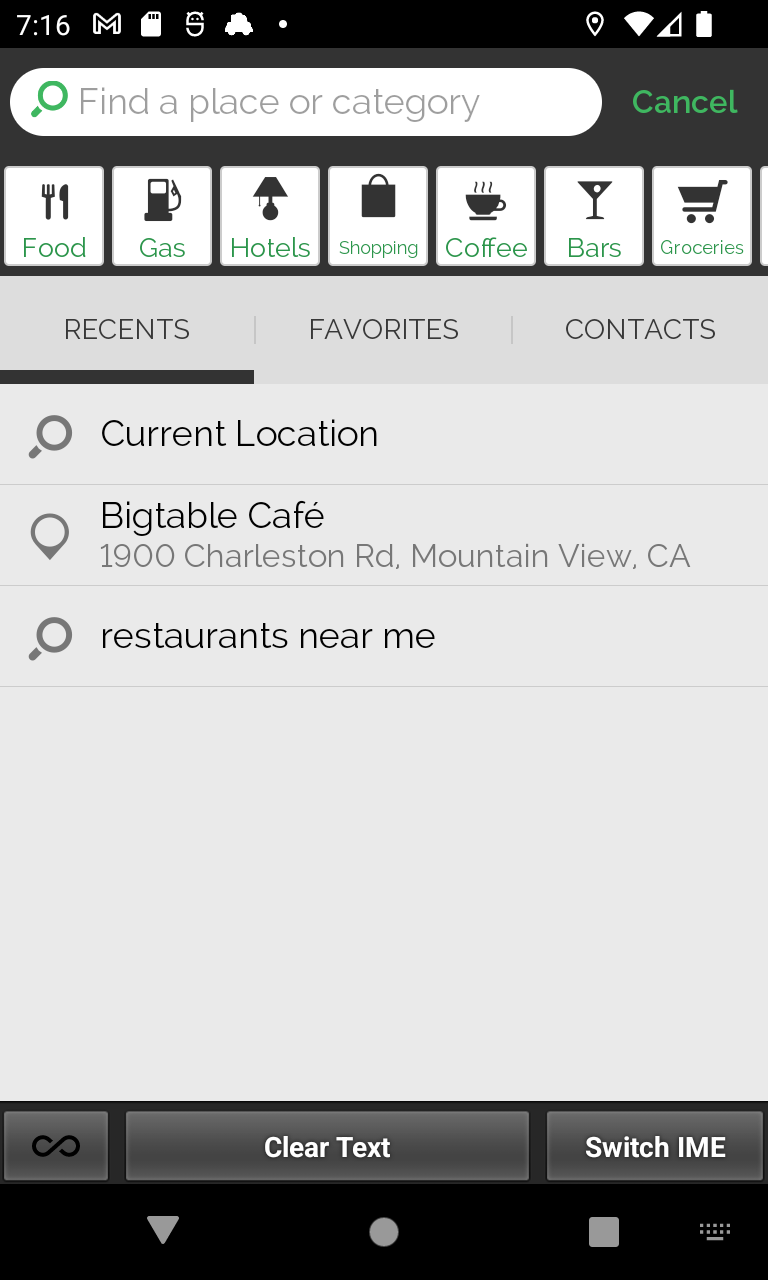 7:16
Find a place or category
Cancel
Food
Gas
Hotels
Shopping
Coffee
Bars
Groceries
RECENTS
FAVORITES
CONTACTS
Current Location
Bigtable Café
1900 Charleston Rd, Mountain View, CA
restaurants near me
Clear Text
Switch IME